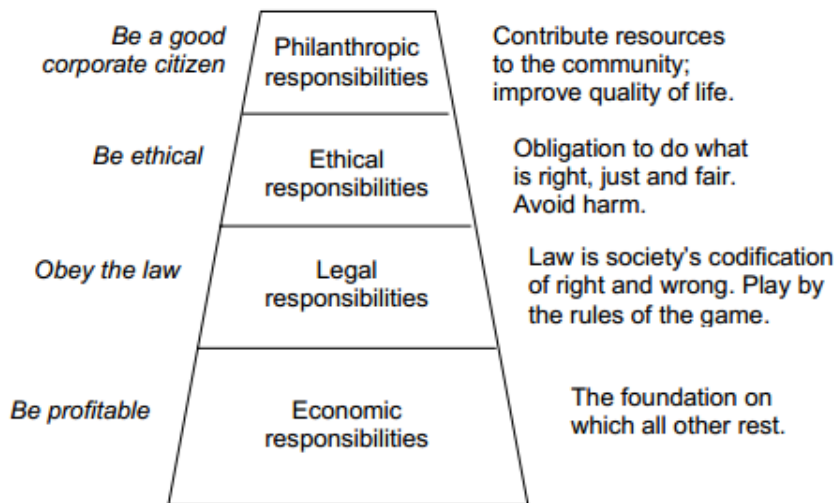 Be a good
corporate citizen
Philanthropic
responsibilities
Contribute resources
to the community;
improve quality of life.
Be ethical
Ethical
responsibilities
Obligation to do what
is right, just and fair.
Avoid harm.
Obey the law
Legal
responsibilities
Law is society's codification
of right and wrong. Play by
the rules of the game.
Be profitable
Economic
responsibilities
The foundation on
which all other rest.